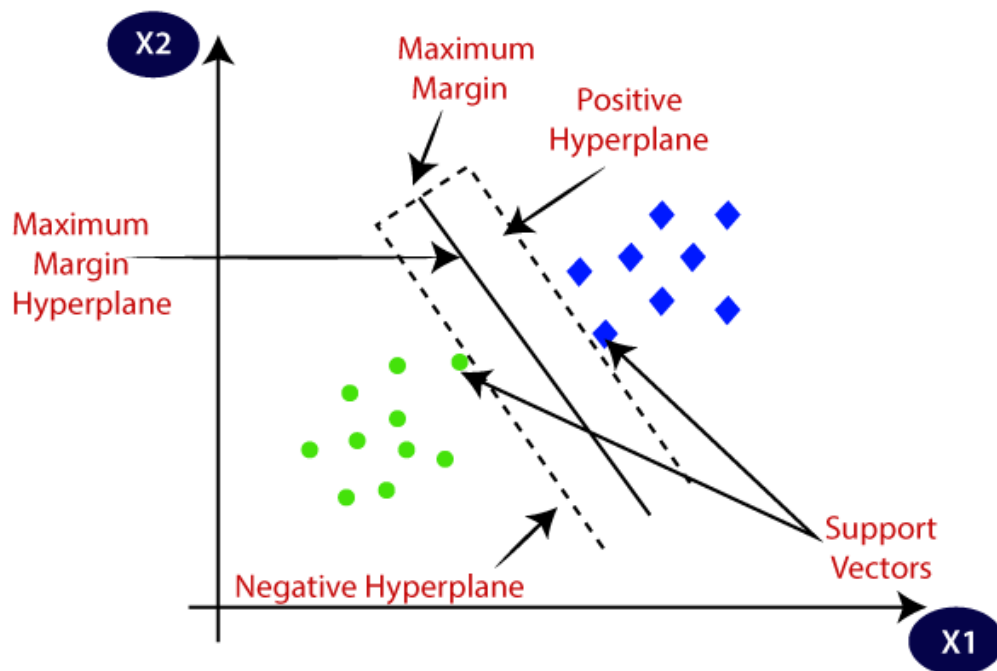 X2
Maximum
Margin
Positive
Hyperplane
Maximum
Margin
Hyperplane
Support
Vectors
Negative Hyperplane
X1